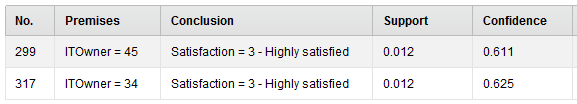 No. Premises Conclusion Support Confidence
299 ITOwner = 45 Satisfaction = 3 - Highly satisfied 0.012 0.611
317 ITOwner = 34 Satisfaction = 3 - Highly satisfied 0.012 0.625